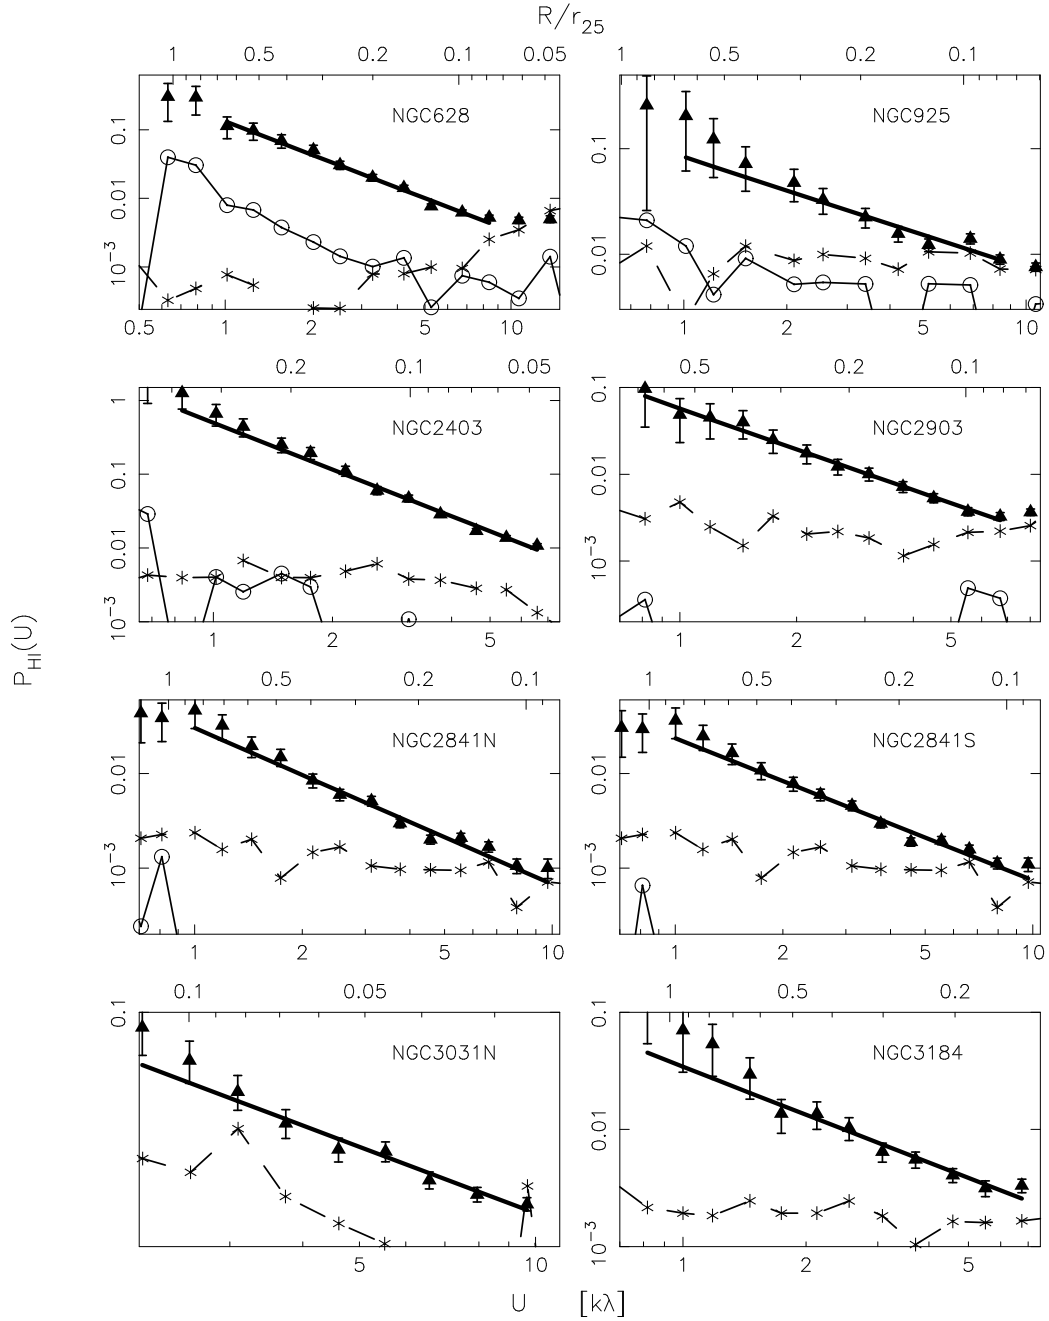 R/r25
1 0.5 0.2 0.1 0.05
1 0.5 0.2 0.1
NGC628
NGC925
0.1 0.01 10^-3
0.1 0.01
0.5 1 2 5 10
1 2 5 10
0.2 0.1 0.05
0.5 0.2 0.1
NGC2403
NGC2903
1 0.1 0.01 10^-3
0.1 0.01 10^-3
1 2 5
1 2 5
P_HI(U)
1 0.5 0.2 0.1
1 0.5 0.2 0.1
NGC2841N
NGC2841S
0.01 10^-3
0.01 10^-3
1 2 5 10
1 2 5 10
0.1 0.05
1 0.5 0.2
NGC3031N
NGC3184
0.1
0.1 0.01 10^-3
5 10
1 2 5
U [kλ]